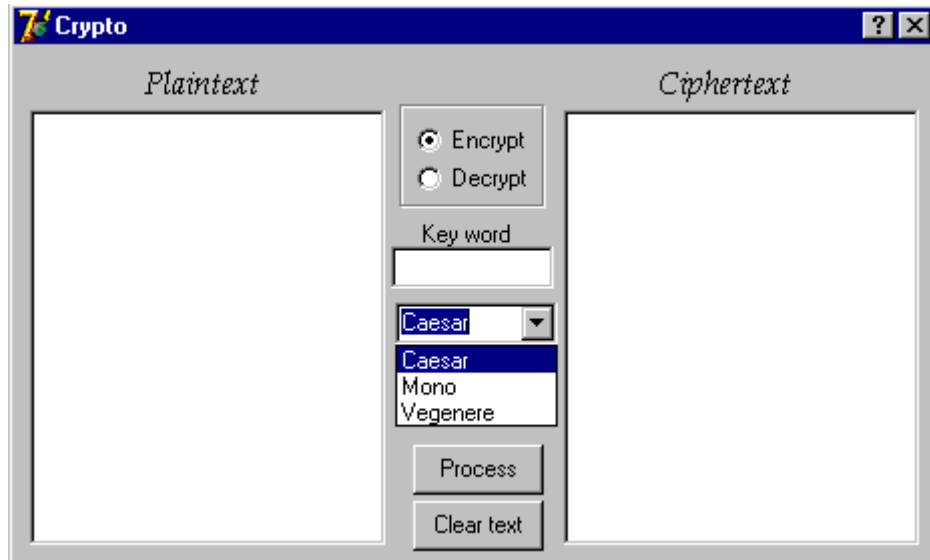 Crypto
Plaintext
Ciphertext
Encrypt
Decrypt
Key word
Caesar
Caesar
Mono
Vegenere
Process
Clear text